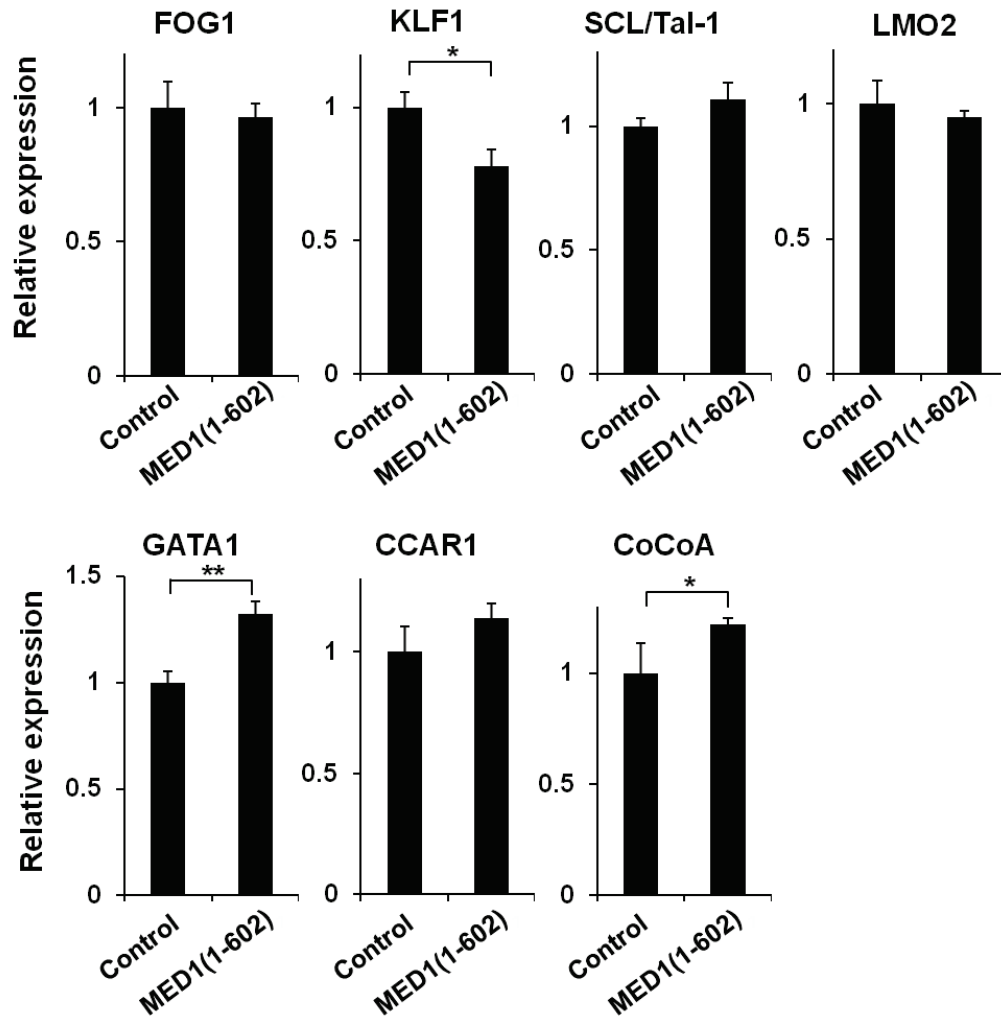 FOG1
KLF1
SCL/Tal-1
LMO2
Relative expression
1
0.5
0
Control
MED1(1-602)
*
1
0.5
0
Control
MED1(1-602)
1
0.5
0
Control
MED1(1-602)
1
0.5
0
Control
MED1(1-602)
GATA1
CCAR1
CoCoA
Relative expression
1.5
1
0.5
0
**
Control
MED1(1-602)
1
0.5
0
Control
MED1(1-602)
*
1
0.5
0
Control
MED1(1-602)